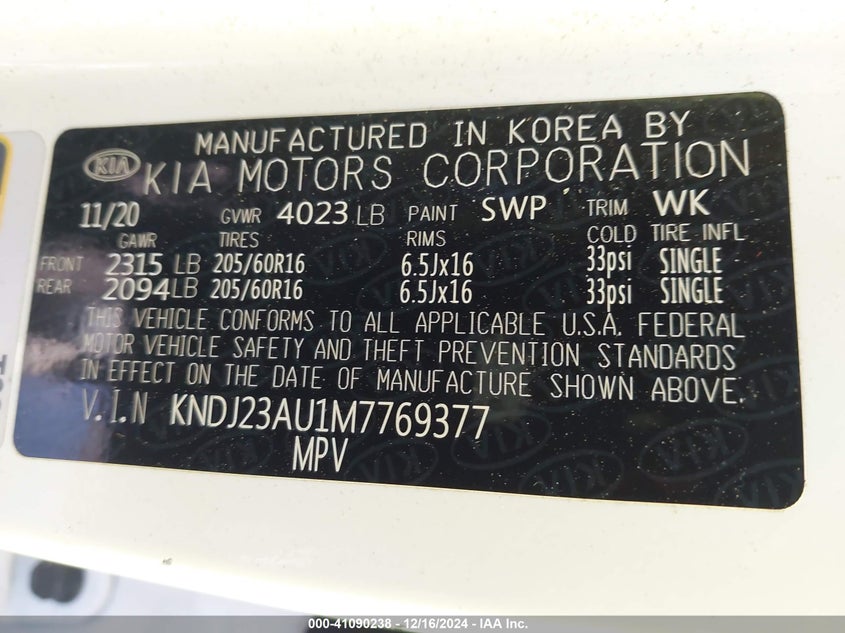 MANUFACTURED IN KOREA BY
KIA KIA MOTORS CORPORATION
11/20 GVWR 4023 LB PAINT SWP TRIM WK
GAWR TIRES RIMS COLD TIRE INFL
FRONT 2315 LB 205/60R16 6.5Jx16 33psi SINGLE
REAR 2094 LB 205/60R16 6.5Jx16 33psi SINGLE
THIS VEHICLE CONFORMS TO ALL APPLICABLE U.S.A. FEDERAL
MOTOR VEHICLE SAFETY AND THEFT PREVENTION STANDARDS
IN EFFECT ON THE DATE OF MANUFACTURE SHOWN ABOVE.
V.I.N KNDJ23AU1M7769377
MPV
000-41090238 - 12/16/2024 - IAA Inc.